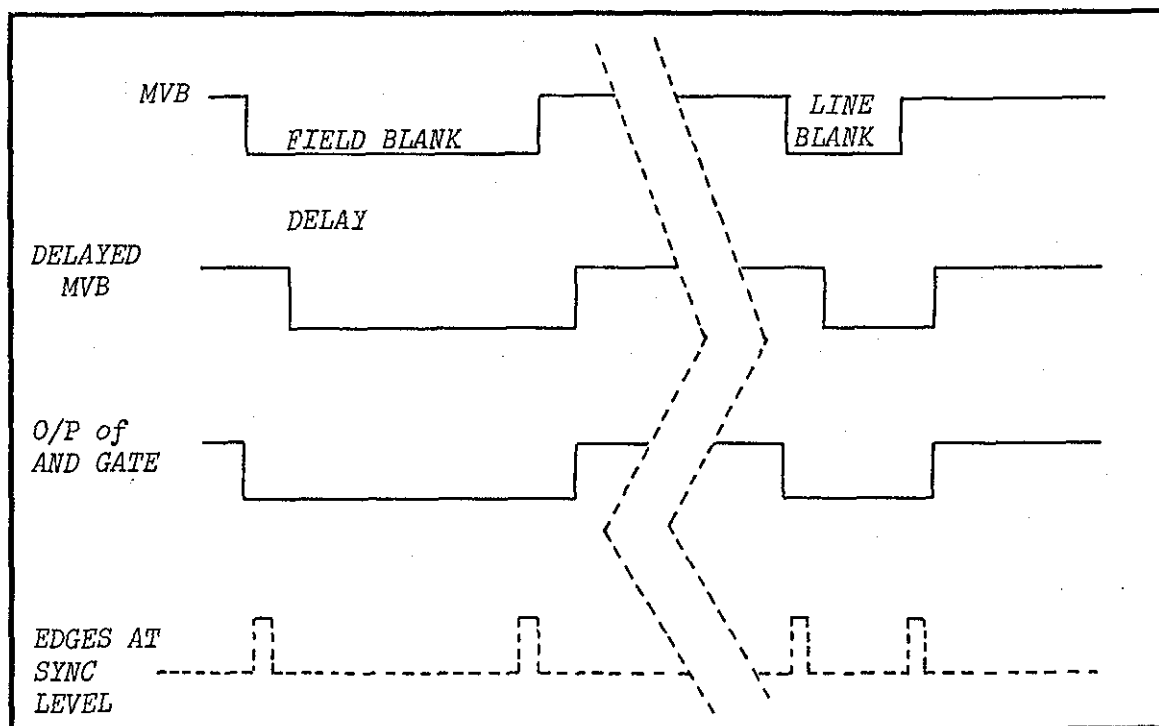 MVB
FIELD BLANK
LINE
BLANK
DELAY
DELAYED
MVB
O/P of
AND GATE
EDGES AT
SYNC
LEVEL